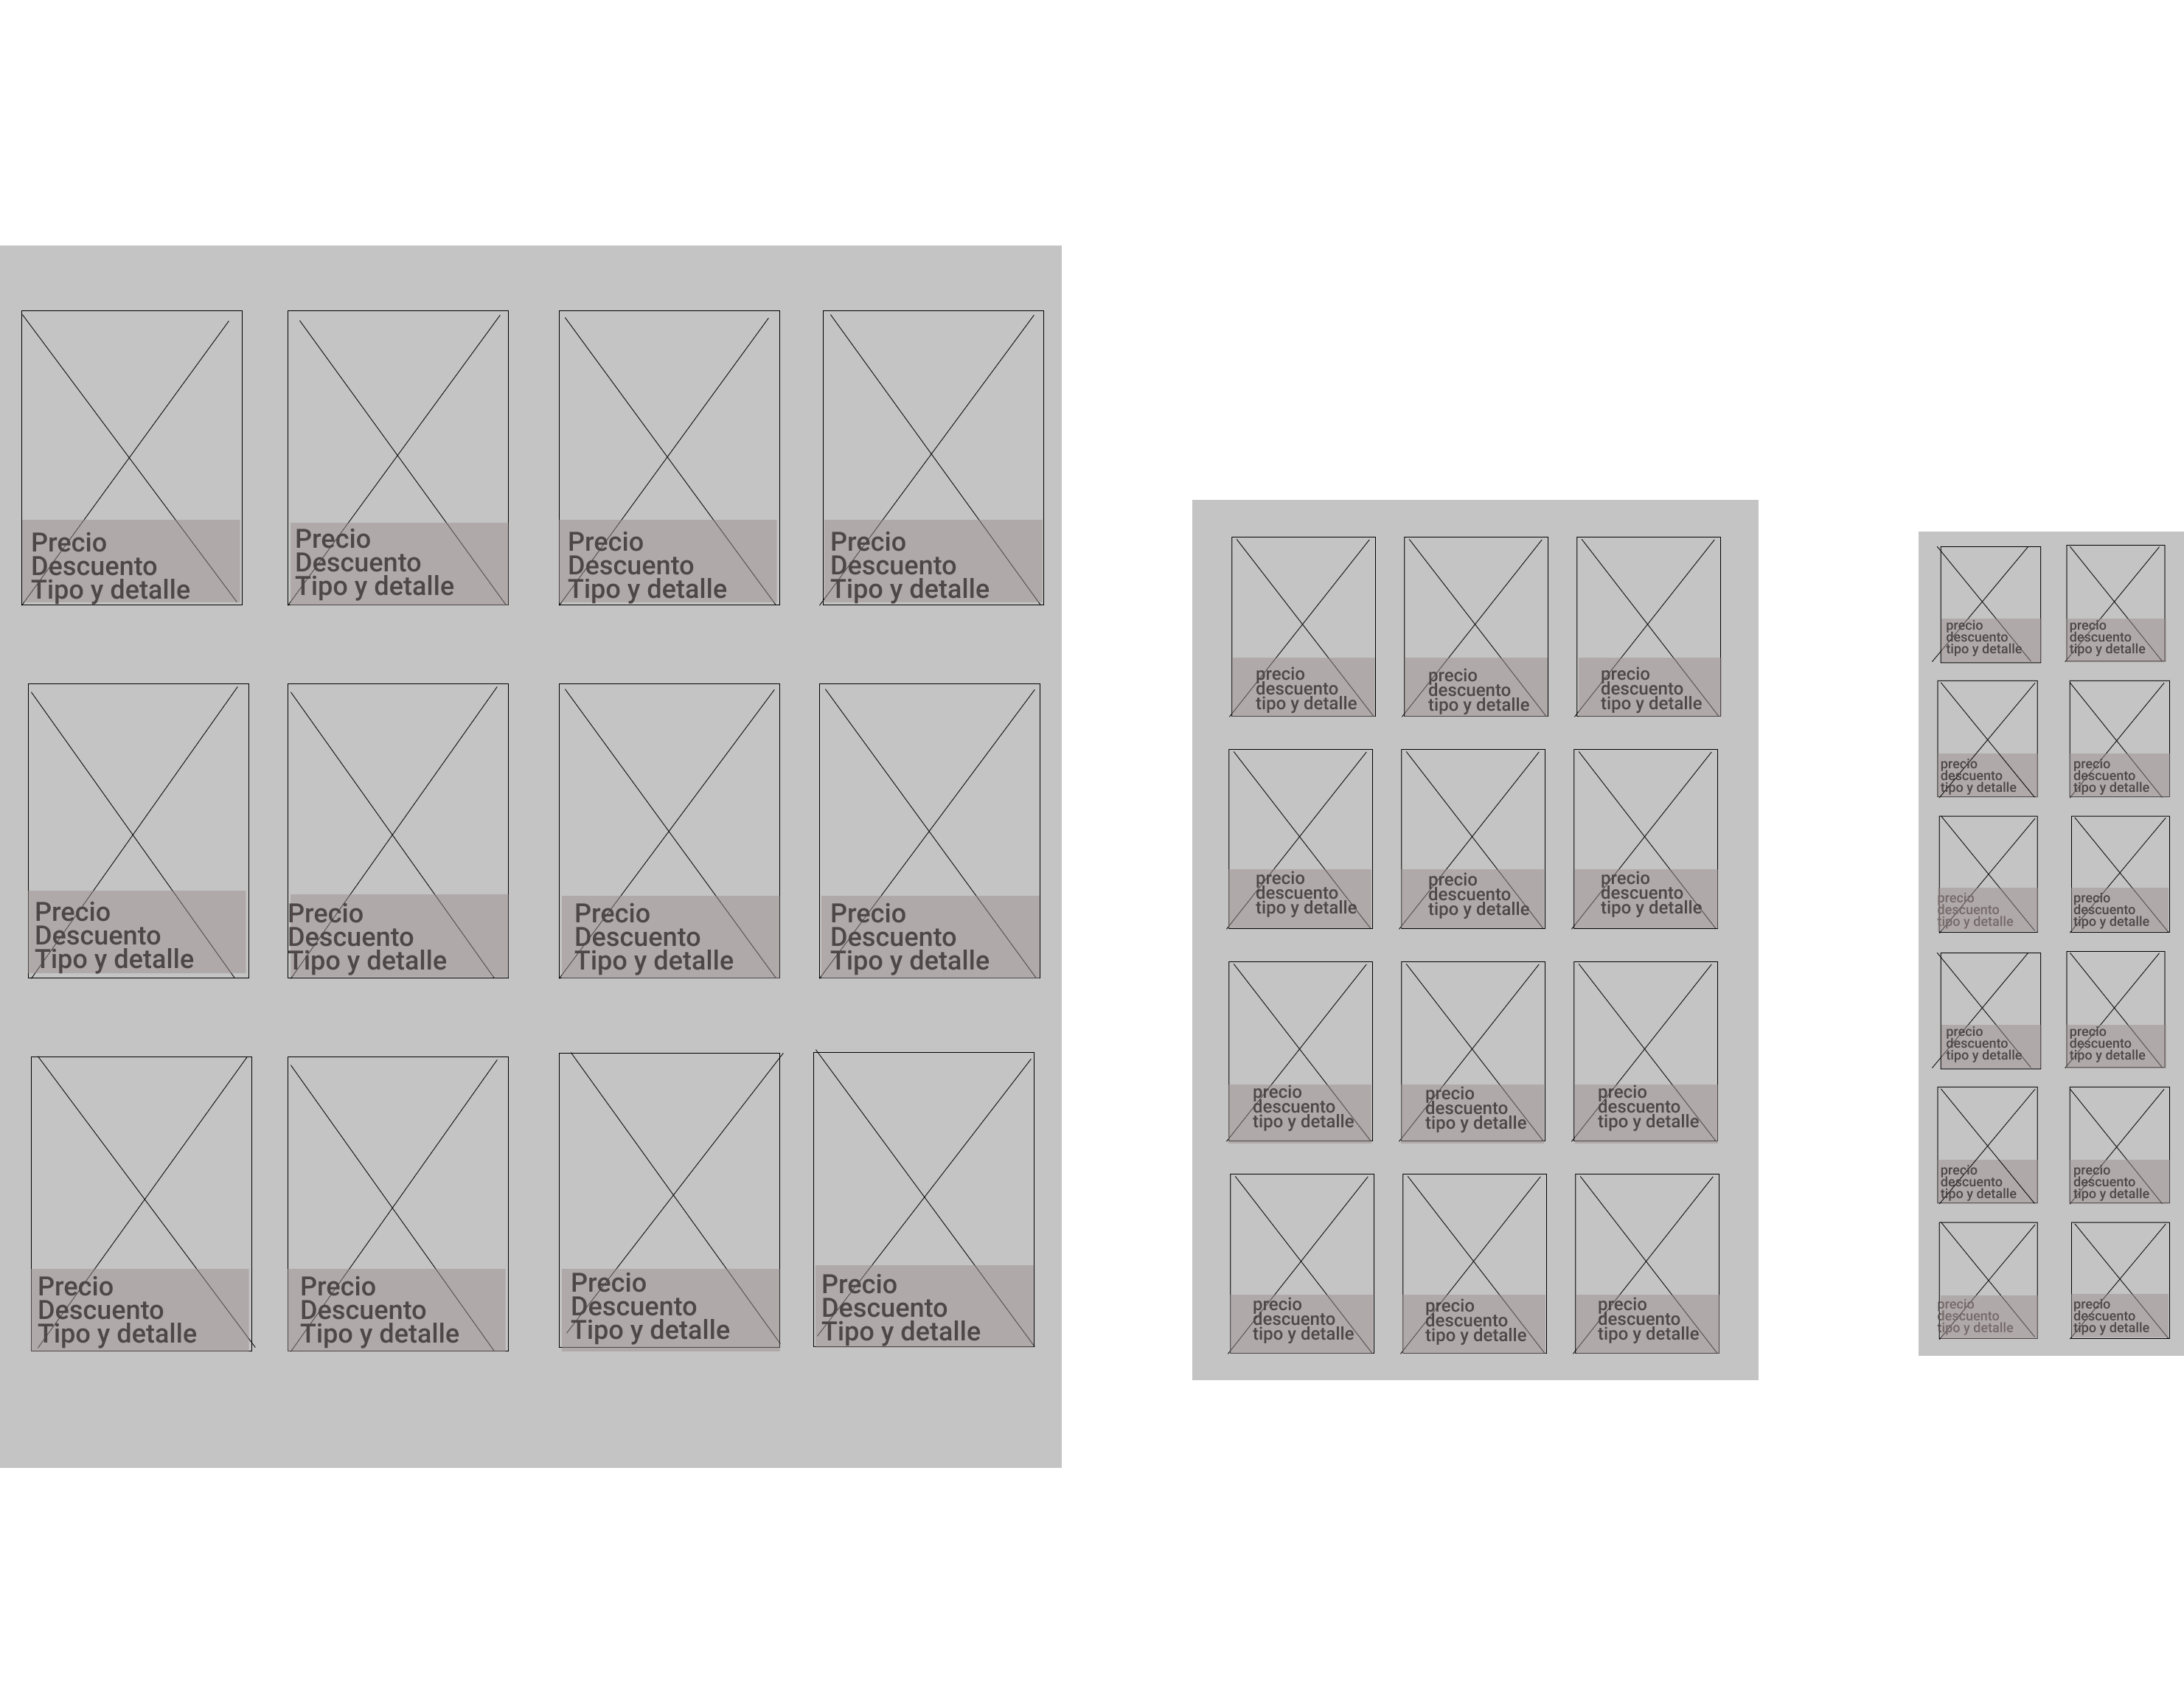 Precio
Descuento
Tipo y detalle
Precio
Descuento
Tipo y detalle
Precio
Descuento
Tipo y detalle
Precio
Descuento
Tipo y detalle
Precio
Descuento
Tipo y detalle
Precio
Descuento
Tipo y detalle
Precio
Descuento
Tipo y detalle
Precio
Descuento
Tipo y detalle
Precio
Descuento
Tipo y detalle
Precio
Descuento
Tipo y detalle
Precio
Descuento
Tipo y detalle
Precio
Descuento
Tipo y detalle
precio
descuento
tipo y detalle
precio
descuento
tipo y detalle
precio
descuento
tipo y detalle
precio
descuento
tipo y detalle
precio
descuento
tipo y detalle
precio
descuento
tipo y detalle
precio
descuento
tipo y detalle
precio
descuento
tipo y detalle
precio
descuento
tipo y detalle
precio
descuento
tipo y detalle
precio
descuento
tipo y detalle
precio
descuento
tipo y detalle
precio
descuento
tipo y detalle
precio
descuento
tipo y detalle
precio
descuento
tipo y detalle
precio
descuento
tipo y detalle
precio
descuento
tipo y detalle
precio
descuento
tipo y detalle
precio
descuento
tipo y detalle
precio
descuento
tipo y detalle
precio
descuento
tipo y detalle
precio
descuento
tipo y detalle
precio
descuento
tipo y detalle
precio
descuento
tipo y detalle